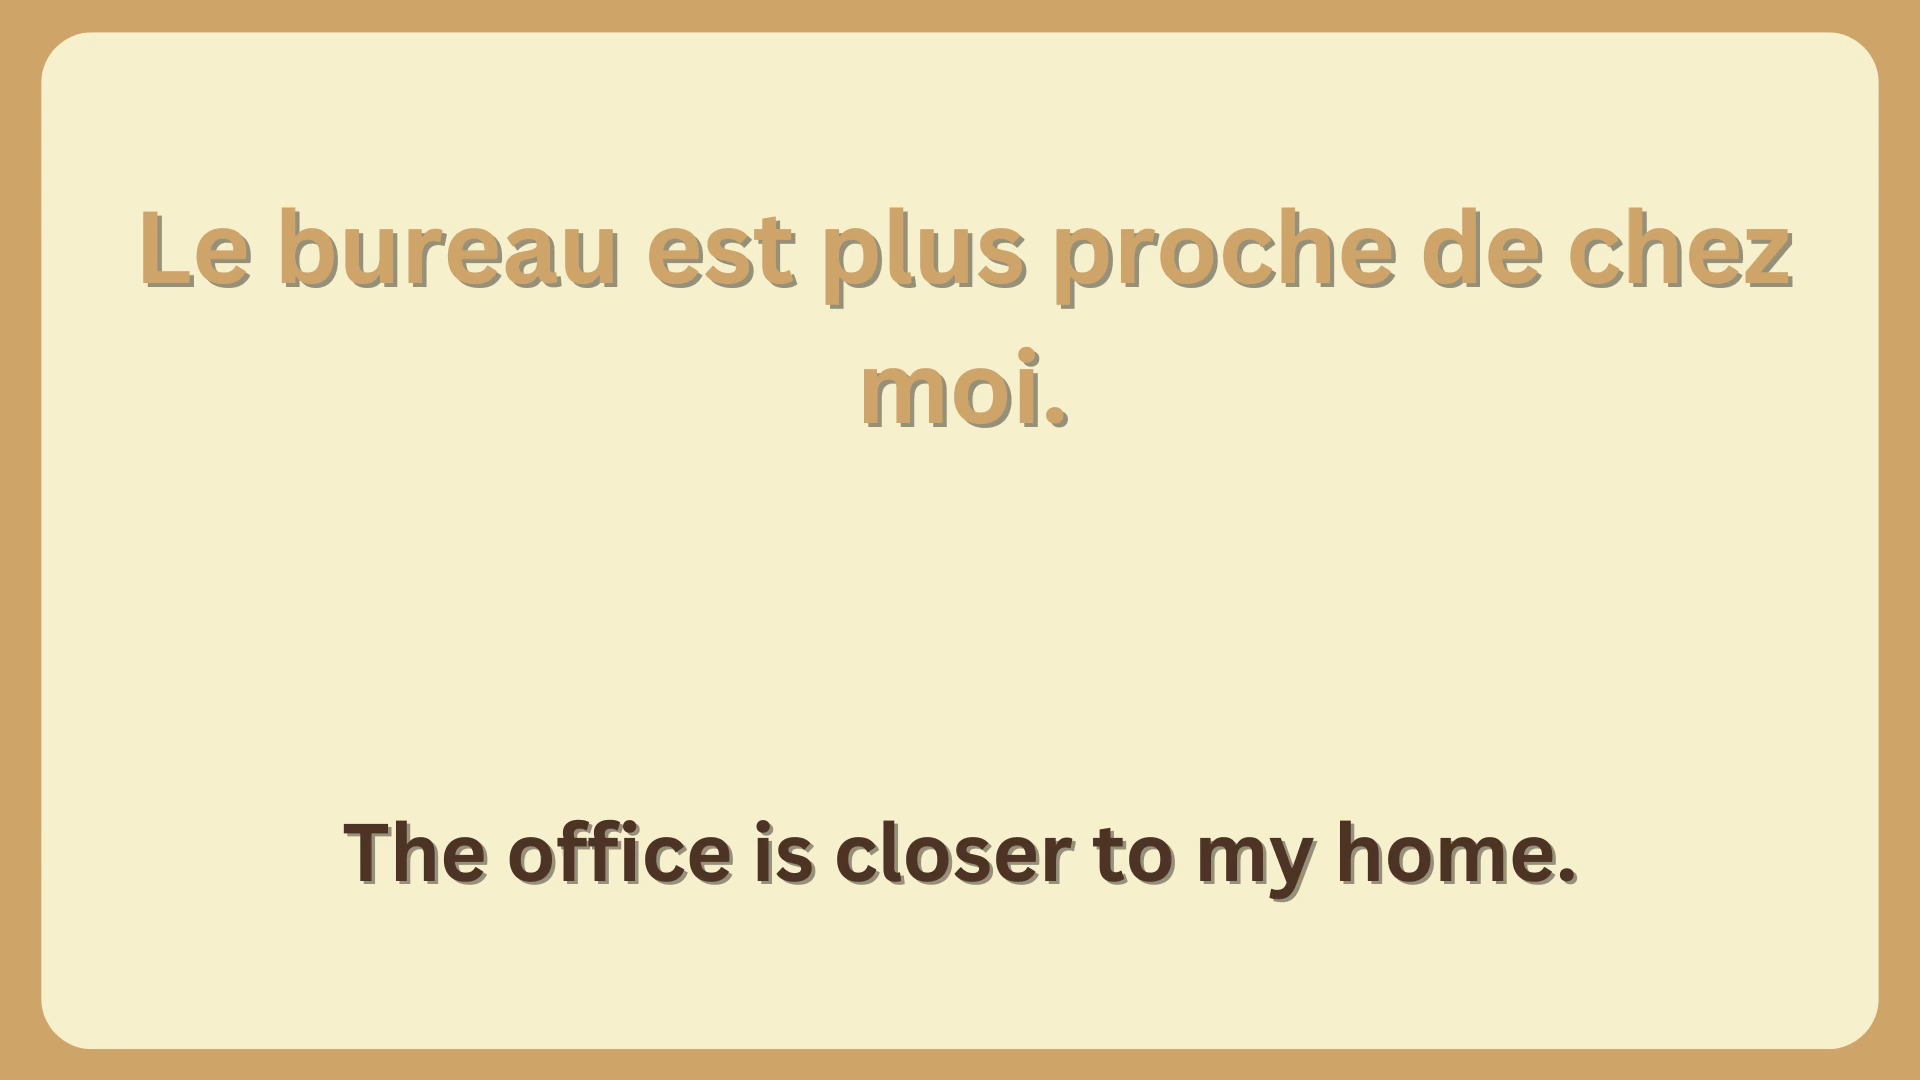 Le bureau est plus proche de chez
moi.
The office is closer to my home.